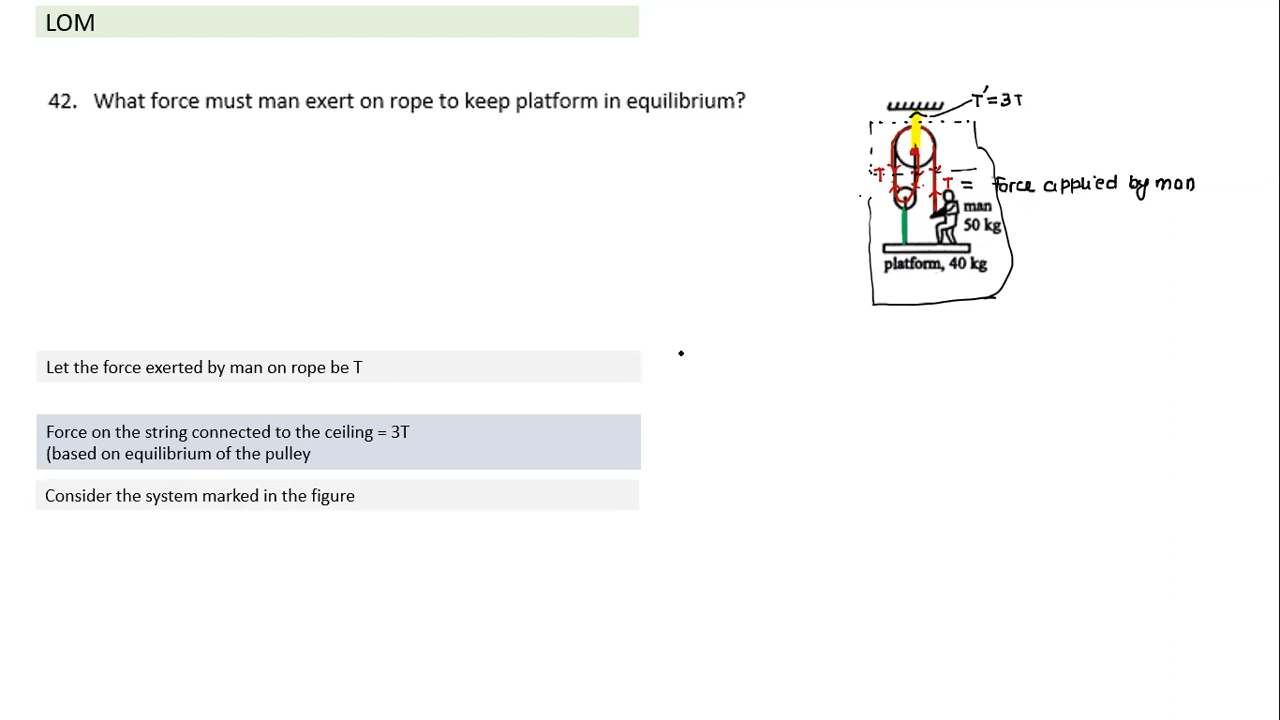 LOM
42. What force must man exert on rope to keep platform in equilibrium?
T'=3T
T
T = force applied by man
man
50 kg
platform, 40 kg
Let the force exerted by man on rope be T
Force on the string connected to the ceiling = 3T
(based on equilibrium of the pulley
Consider the system marked in the figure